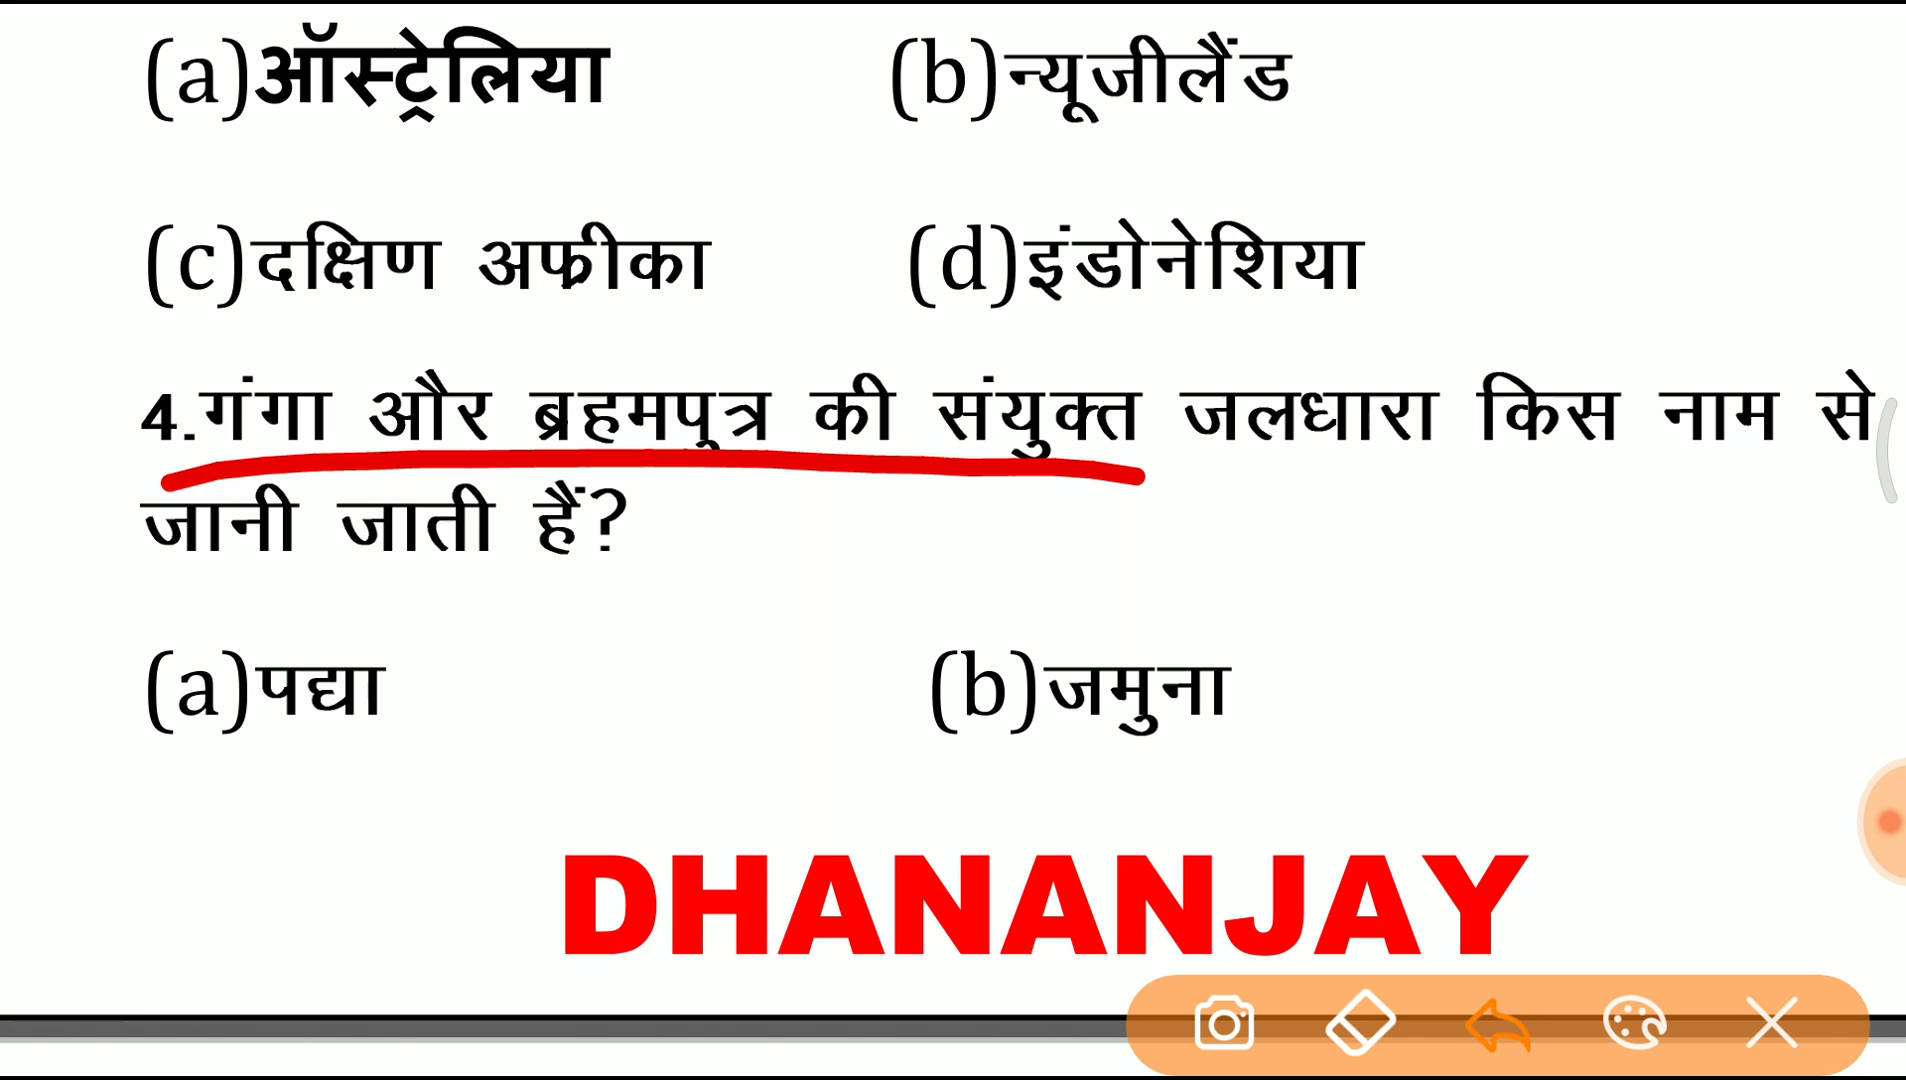 (a)ऑस्ट्रेलिया (b)न्यूजीलैंड
(c)दक्षिण अफ्रीका (d)इंडोनेशिया
4.गंगा और ब्रहमपुत्र की संयुक्त जलधारा किस नाम से
जानी जाती हैं?
(a)पद्या (b)जमुना
DHANANJAY